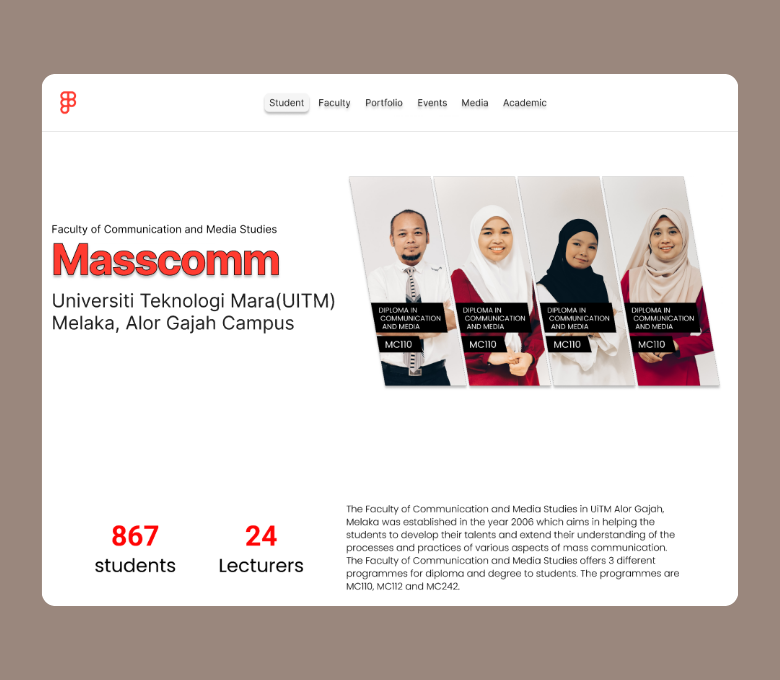 Student Faculty Portfolio Events Media Academic
Faculty of Communication and Media Studies
Masscomm
Universiti Teknologi Mara(UITM)
Melaka, Alor Gajah Campus
DIPLOMA IN
COMMUNICATION
AND MEDIA
MC110
DIPLOMA IN
COMMUNICATION
AND MEDIA
MC110
DIPLOMA IN
COMMUNICATION
AND MEDIA
MC110
DIPLOMA IN
COMMUNICATION
AND MEDIA
MC110
867
students
24
Lecturers
The Faculty of Communication and Media Studies in UiTM Alor Gajah,
Melaka was established in the year 2006 which aims in helping the
students to develop their talents and extend their understanding of the
processes and practices of various aspects of mass communication.
The Faculty of Communication and Media Studies offers 3 different
programmes for diploma and degree to students. The programmes are
MC110, MC112 and MC242.